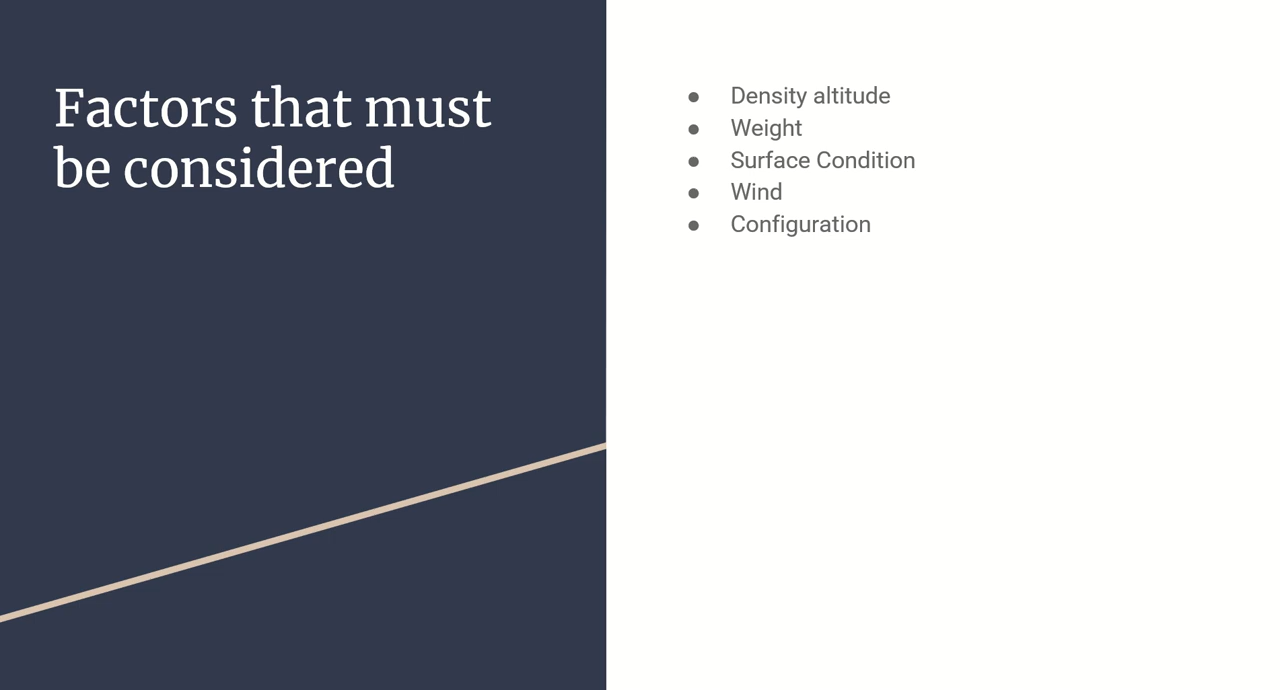 Factors that must
be considered
● Density altitude
● Weight
● Surface Condition
● Wind
● Configuration